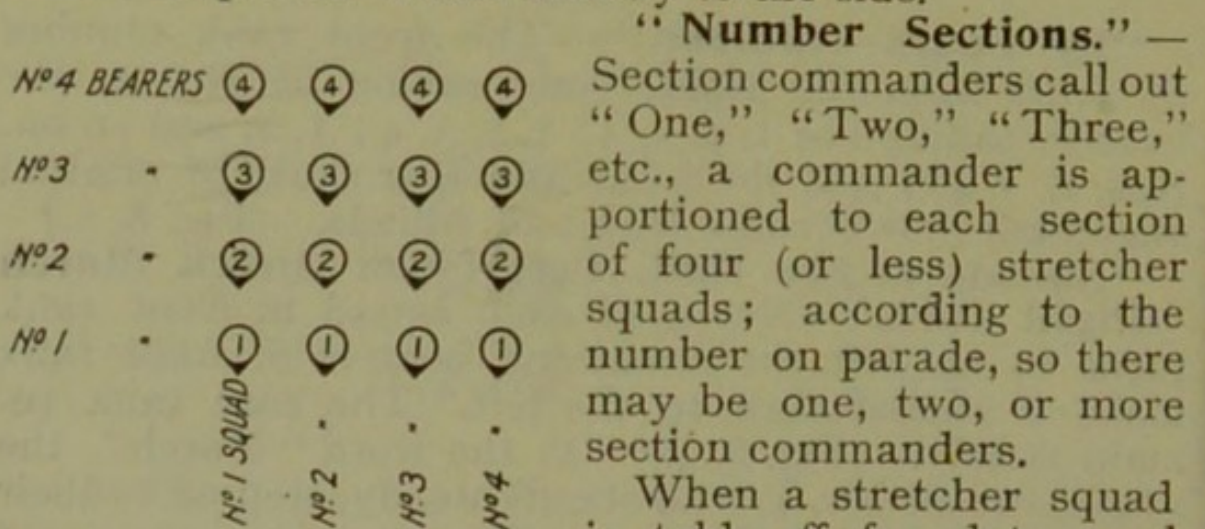 "Number Sections." —
Section commanders call out
"One," "Two," "Three,"
etc., a commander is ap-
portioned to each section
of four (or less) stretcher
squads; according to the
number on parade, so there
may be one, two, or more
section commanders.
When a stretcher squad
Nº 4 BEARERS 4 4 4 4
Nº 3 " 3 3 3 3
Nº 2 " 2 2 2 2
Nº 1 " 1 1 1 1
Nº 1 SQUAD
Nº 2 "
Nº 3 "
Nº 4 "